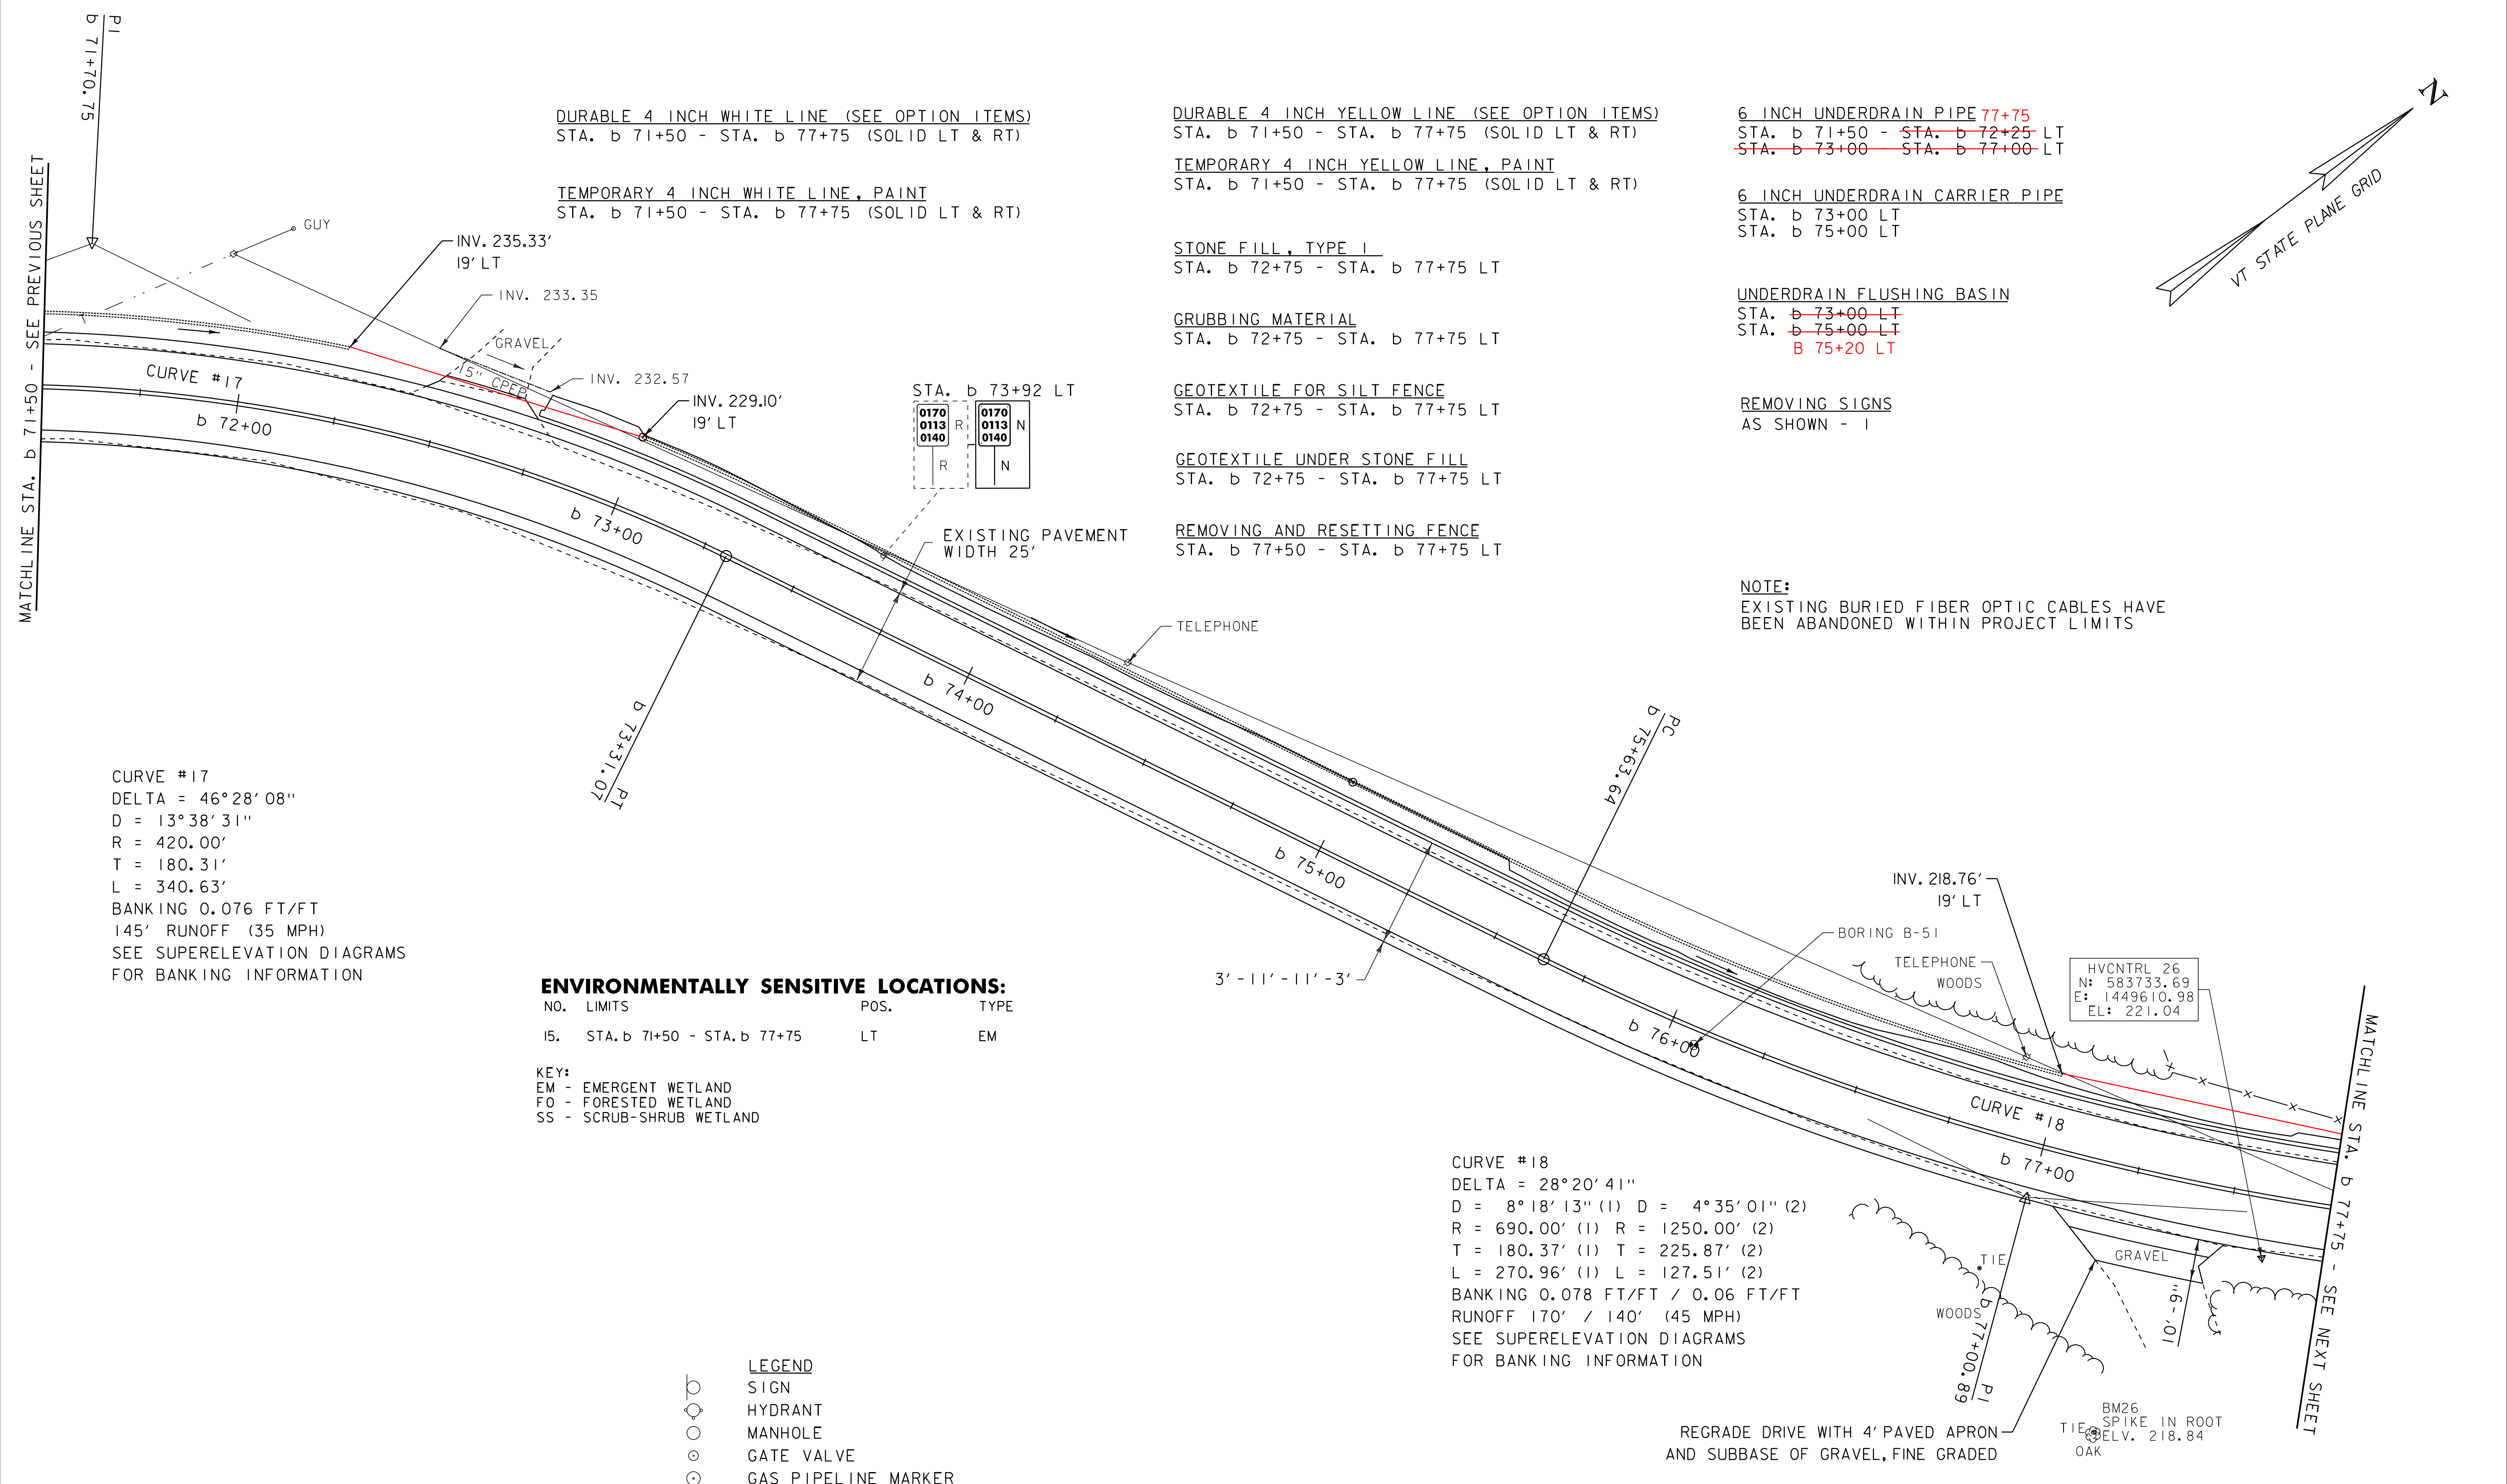 PI
b 71+70.75
MATCHLINE STA. b 71+50 - SEE PREVIOUS SHEET
DURABLE 4 INCH WHITE LINE (SEE OPTION ITEMS)
STA. b 71+50 - STA. b 77+75 (SOLID LT & RT)
TEMPORARY 4 INCH WHITE LINE, PAINT
STA. b 71+50 - STA. b 77+75 (SOLID LT & RT)
DURABLE 4 INCH YELLOW LINE (SEE OPTION ITEMS)
STA. b 71+50 - STA. b 77+75 (SOLID LT & RT)
TEMPORARY 4 INCH YELLOW LINE, PAINT
STA. b 71+50 - STA. b 77+75 (SOLID LT & RT)
STONE FILL, TYPE I
STA. b 72+75 - STA. b 77+75 LT
GRUBBING MATERIAL
STA. b 72+75 - STA. b 77+75 LT
GEOTEXTILE FOR SILT FENCE
STA. b 72+75 - STA. b 77+75 LT
GEOTEXTILE UNDER STONE FILL
STA. b 72+75 - STA. b 77+75 LT
REMOVING AND RESETTING FENCE
STA. b 77+50 - STA. b 77+75 LT
6 INCH UNDERDRAIN PIPE 77+75
STA. b 71+50 - STA. b 72+25 LT
STA. b 73+00 - STA. b 77+00 LT
6 INCH UNDERDRAIN CARRIER PIPE
STA. b 73+00 LT
STA. b 75+00 LT
UNDERDRAIN FLUSHING BASIN
STA. b 73+00 LT
STA. b 75+00 LT
B 75+20 LT
REMOVING SIGNS
AS SHOWN - 1
NOTE:
EXISTING BURIED FIBER OPTIC CABLES HAVE
BEEN ABANDONED WITHIN PROJECT LIMITS
N
VT STATE PLANE GRID
GUY
INV. 235.33'
19' LT
INV. 233.35
GRAVEL
15" CPEP
INV. 232.57
INV. 229.10'
19' LT
STA. b 73+92 LT
0170
0113
0140
R
R
0170
0113
0140
N
N
EXISTING PAVEMENT
WIDTH 25'
TELEPHONE
CURVE #17
b 72+00
b 73+00
b 74+00
b 75+00
b 76+00
b 77+00
PT
b 73+31.07
PC
b 75+63.64
3'-11'-11'-3'
INV. 218.76'
19' LT
BORING B-51
TELEPHONE
WOODS
HVCNTRL 26
N: 583733.69
E: 1449610.98
EL: 221.04
CURVE #18
MATCHLINE STA. b 77+75 - SEE NEXT SHEET
CURVE #17
DELTA = 46°28'08"
D = 13°38'31"
R = 420.00'
T = 180.31'
L = 340.63'
BANKING 0.076 FT/FT
145' RUNOFF (35 MPH)
SEE SUPERELEVATION DIAGRAMS
FOR BANKING INFORMATION
ENVIRONMENTALLY SENSITIVE LOCATIONS:
NO. LIMITS POS. TYPE
15. STA. b 71+50 - STA. b 77+75 LT EM
KEY:
EM - EMERGENT WETLAND
FO - FORESTED WETLAND
SS - SCRUB-SHRUB WETLAND
CURVE #18
DELTA = 28°20'41"
D = 8°18'13" (1) D = 4°35'01" (2)
R = 690.00' (1) R = 1250.00' (2)
T = 180.37' (1) T = 225.87' (2)
L = 270.96' (1) L = 127.51' (2)
BANKING 0.078 FT/FT / 0.06 FT/FT
RUNOFF 170' / 140' (45 MPH)
SEE SUPERELEVATION DIAGRAMS
FOR BANKING INFORMATION
TIE
WOODS
PI
b 77+00.89
GRAVEL
10'-9"
REGRADE DRIVE WITH 4' PAVED APRON
AND SUBBASE OF GRAVEL, FINE GRADED
BM26
TIE SPIKE IN ROOT
ELV. 218.84
OAK
LEGEND
SIGN
HYDRANT
MANHOLE
GATE VALVE
GAS PIPELINE MARKER